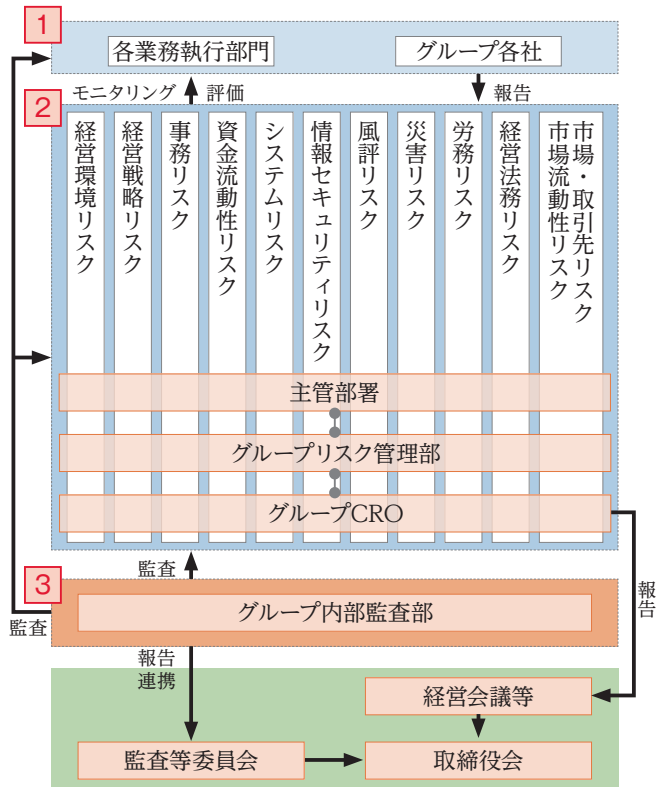 1
各業務執行部門
グループ各社
モニタリング
評価
報告
2
経営環境リスク
経営戦略リスク
事務リスク
資金流動性リスク
システムリスク
情報セキュリティリスク
風評リスク
災害リスク
労務リスク
経営法務リスク
市場・取引先リスク
市場流動性リスク
主管部署
グループリスク管理部
グループCRO
監査
3
グループ内部監査部
監査
報告
報告
連携
経営会議等
監査等委員会
取締役会